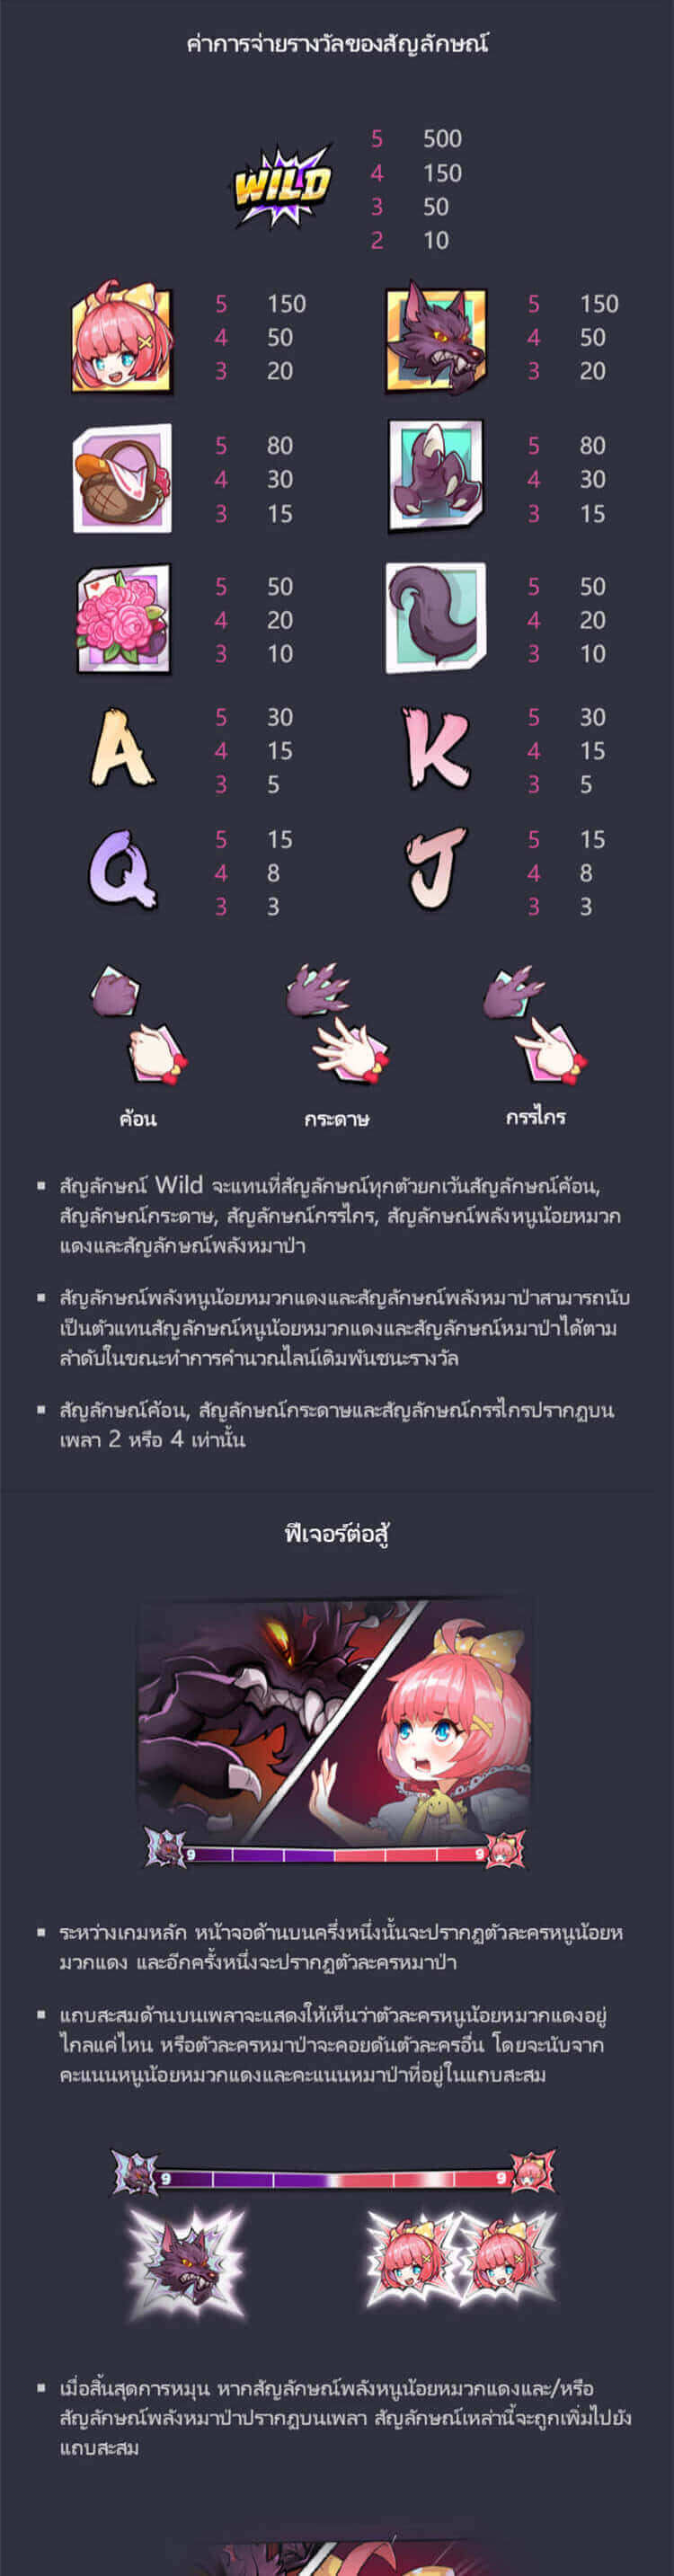 ค่าการจ่ายรางวัลของสัญลักษณ์
WILD
5 500
4 150
3 50
2 10
5 150 5 150
4 50 4 50
3 20 3 20
5 80 5 80
4 30 4 30
3 15 3 15
5 50 5 50
4 20 4 20
3 10 3 10
A 5 30 K 5 30
4 15 4 15
3 5 3 5
Q 5 15 J 5 15
4 8 4 8
3 3 3 3
ค้อน กระดาษ กรรไกร
▪ สัญลักษณ์ Wild จะแทนที่สัญลักษณ์ทุกตัวยกเว้นสัญลักษณ์ค้อน,
สัญลักษณ์กระดาษ, สัญลักษณ์กรรไกร, สัญลักษณ์พลังหนูน้อยหมวก
แดงและสัญลักษณ์พลังหมาป่า
▪ สัญลักษณ์พลังหนูน้อยหมวกแดงและสัญลักษณ์พลังหมาป่าสามารถนับ
เป็นตัวแทนสัญลักษณ์หนูน้อยหมวกแดงและสัญลักษณ์หมาป่าได้ตาม
ลำดับในขณะทำการคำนวณไลน์เดิมพันชนะรางวัล
▪ สัญลักษณ์ค้อน, สัญลักษณ์กระดาษและสัญลักษณ์กรรไกรปรากฏบน
เพลา 2 หรือ 4 เท่านั้น
ฟีเจอร์ต่อสู้
9 9
▪ ระหว่างเกมหลัก หน้าจอด้านบนครึ่งหนึ่งนั้นจะปรากฏตัวละครหนูน้อยห
มวกแดง และอีกครั้งหนึ่งจะปรากฏตัวละครหมาป่า
▪ แถบสะสมด้านบนเพลาจะแสดงให้เห็นว่าตัวละครหนูน้อยหมวกแดงอยู่
ไกลแค่ไหน หรือตัวละครหมาป่าจะคอยดันตัวละครอื่น โดยจะนับจาก
คะแนนหนูน้อยหมวกแดงและคะแนนหมาป่าที่อยู่ในแถบสะสม
9 9
▪ เมื่อสิ้นสุดการหมุน หากสัญลักษณ์พลังหนูน้อยหมวกแดงและ/หรือ
สัญลักษณ์พลังหมาป่าปรากฏบนเพลา สัญลักษณ์เหล่านี้จะถูกเพิ่มไปยัง
แถบสะสม